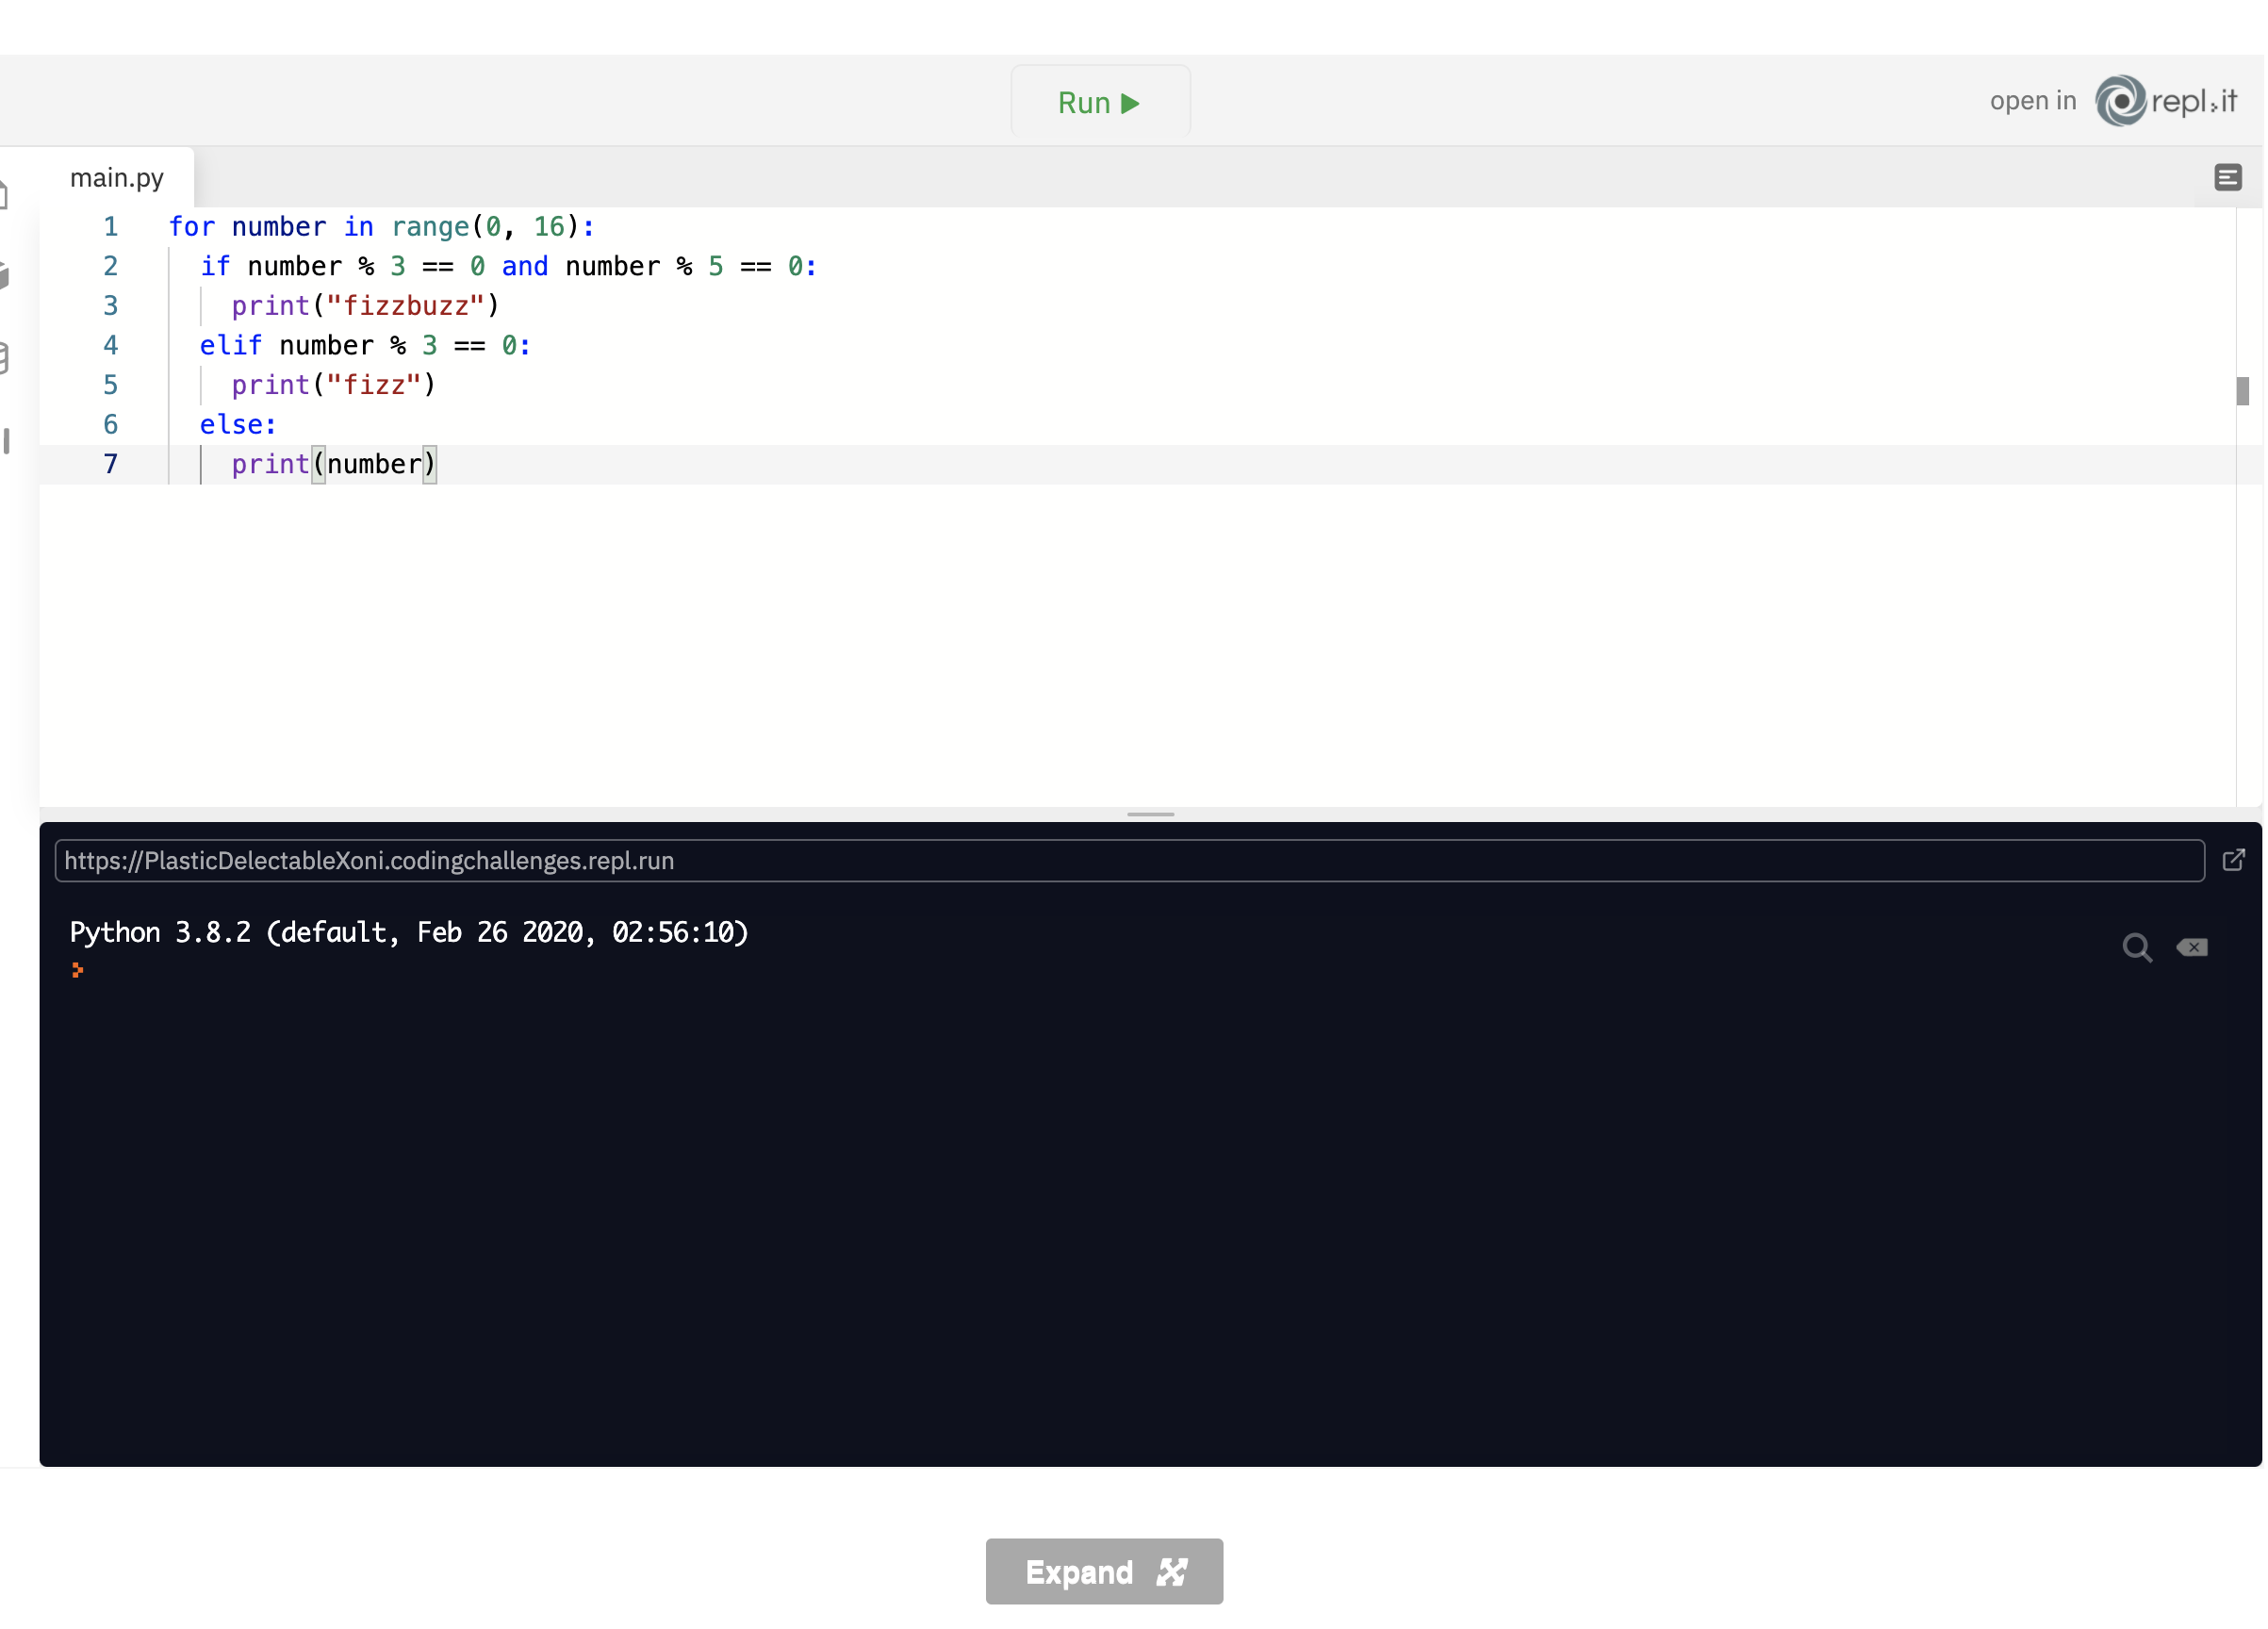 Run
open in repl.it
main.py
1 for number in range(0, 16):
2   if number % 3 == 0 and number % 5 == 0:
3     print("fizzbuzz")
4   elif number % 3 == 0:
5     print("fizz")
6   else:
7     print(number)
https://PlasticDelectableXoni.codingchallenges.repl.run
Python 3.8.2 (default, Feb 26 2020, 02:56:10)
Expand